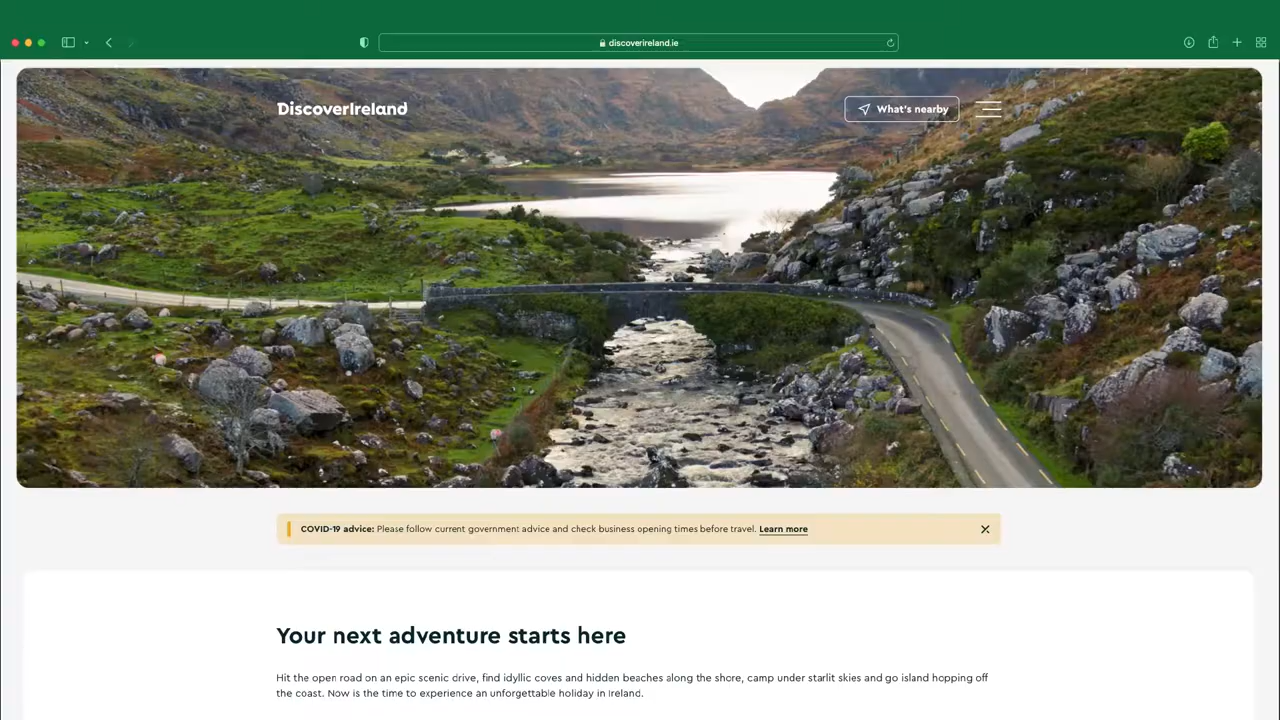 discoverireland.ie
DiscoverIreland
What's nearby
COVID-19 advice: Please follow current government advice and check business opening times before travel. Learn more
Your next adventure starts here
Hit the open road on an epic scenic drive, find idyllic coves and hidden beaches along the shore, camp under starlit skies and go island hopping off
the coast. Now is the time to experience an unforgettable holiday in Ireland.